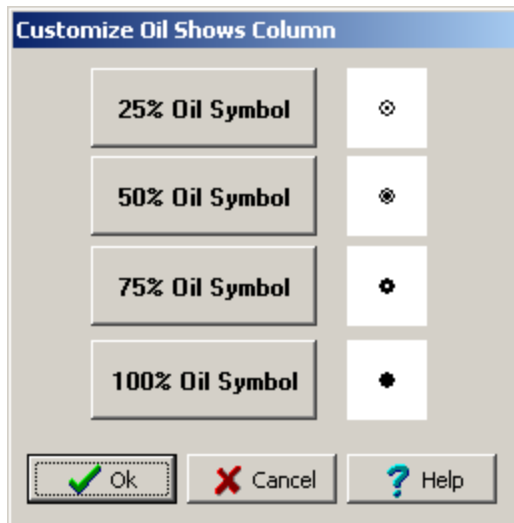 Customize Oil Shows Column
25% Oil Symbol
50% Oil Symbol
75% Oil Symbol
100% Oil Symbol
Ok Cancel Help